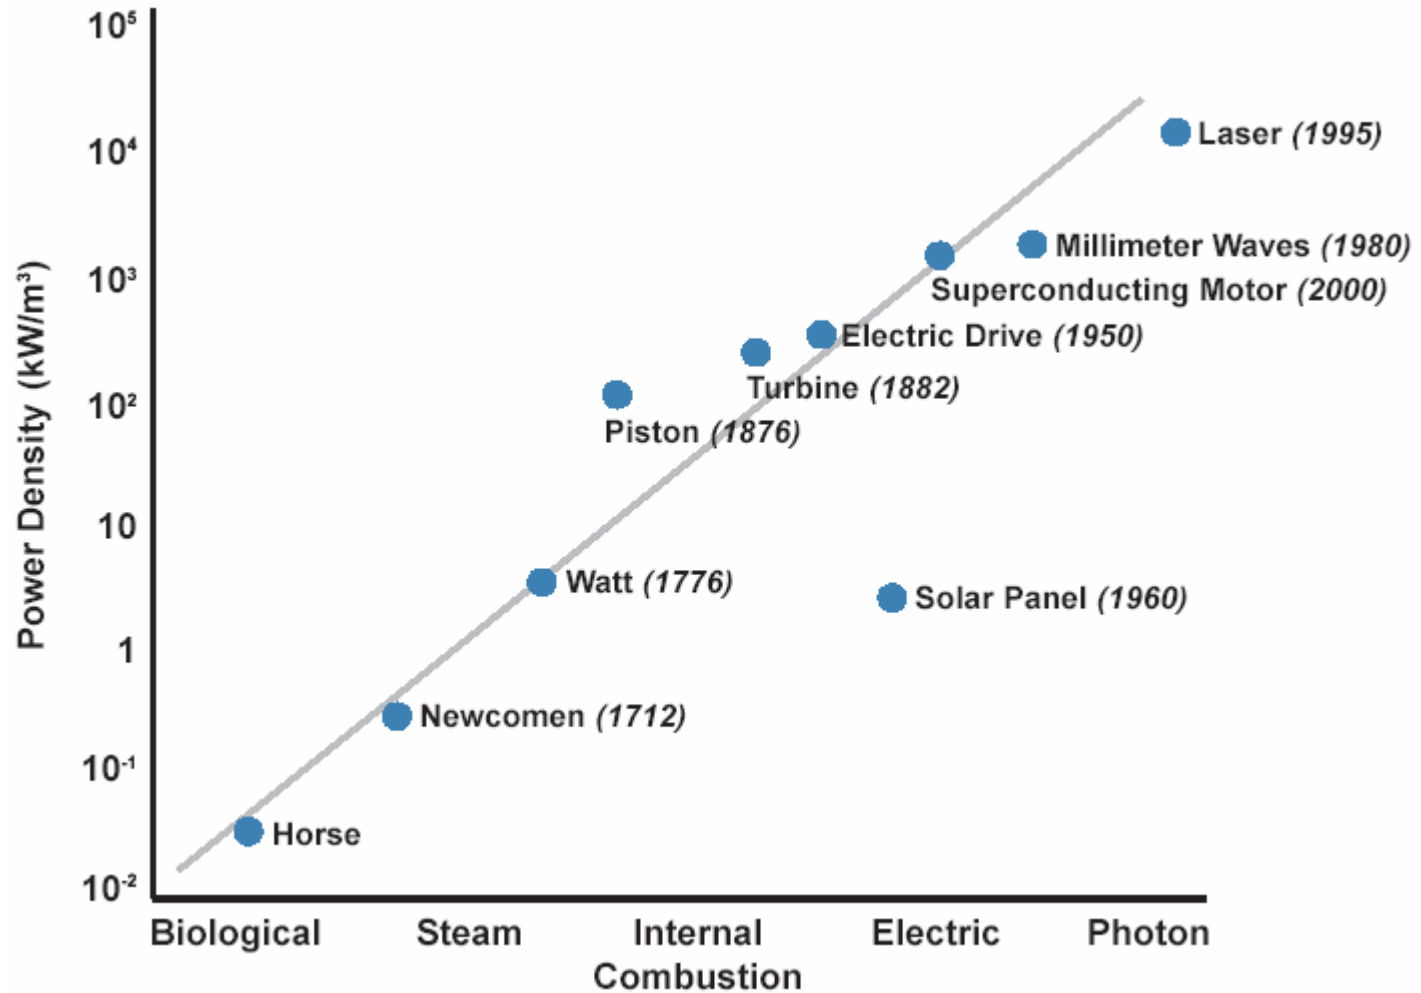 10⁵
Laser (1995)
10⁴
Millimeter Waves (1980)
10³
Superconducting Motor (2000)
Electric Drive (1950)
Turbine (1882)
10²
Piston (1876)
Power Density (kW/m³)
10
Watt (1776)
Solar Panel (1960)
1
Newcomen (1712)
10⁻¹
Horse
10⁻²
Biological Steam Internal Electric Photon
Combustion